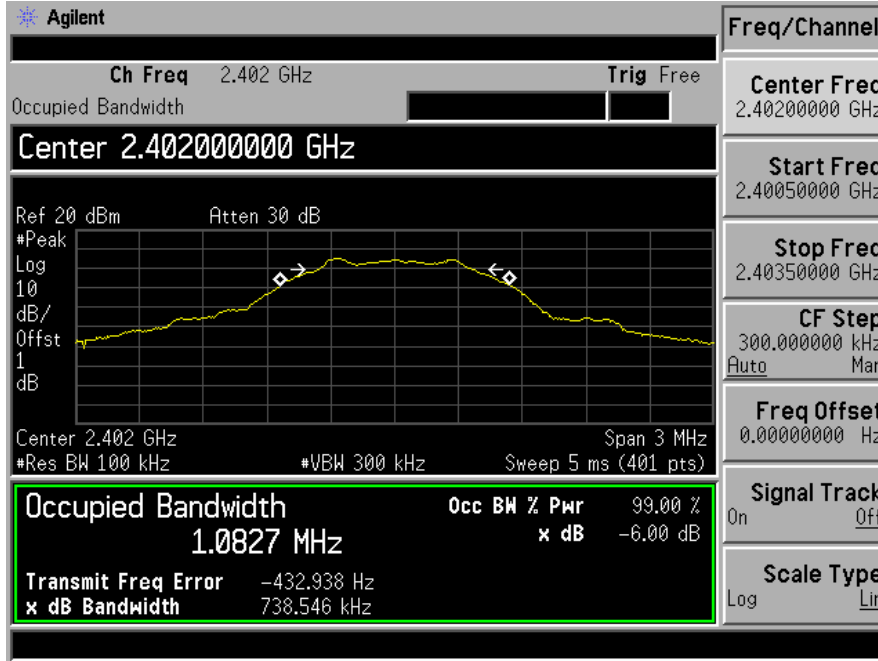 Agilent
Ch Freq 2.402 GHz Trig Free
Occupied Bandwidth
Center 2.402000000 GHz
Ref 20 dBm Atten 30 dB
#Peak
Log
10
dB/
Offst
1
dB
Center 2.402 GHz Span 3 MHz
#Res BW 100 kHz #VBW 300 kHz Sweep 5 ms (401 pts)
Occupied Bandwidth Occ BW % Pwr 99.00 %
1.0827 MHz x dB -6.00 dB
Transmit Freq Error -432.938 Hz
x dB Bandwidth 738.546 kHz
Freq/Channel
Center Freq
2.40200000 GHz
Start Freq
2.40050000 GHz
Stop Freq
2.40350000 GHz
CF Step
300.000000 kHz
Auto Man
Freq Offset
0.00000000 Hz
Signal Track
On Off
Scale Type
Log Lin